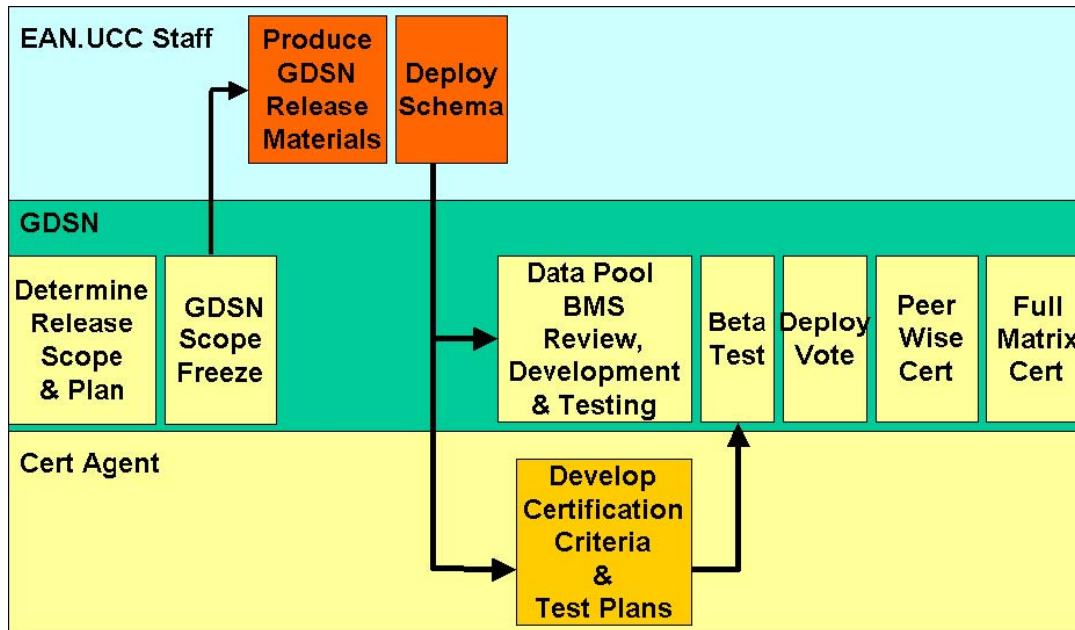 EAN.UCC Staff
Produce
GDSN
Release
Materials
Deploy
Schema
GDSN
Determine
Release
Scope
& Plan
GDSN
Scope
Freeze
Data Pool
BMS
Review,
Development
& Testing
Beta
Test
Deploy
Vote
Peer
Wise
Cert
Full
Matrix
Cert
Cert Agent
Develop
Certification
Criteria
&
Test Plans